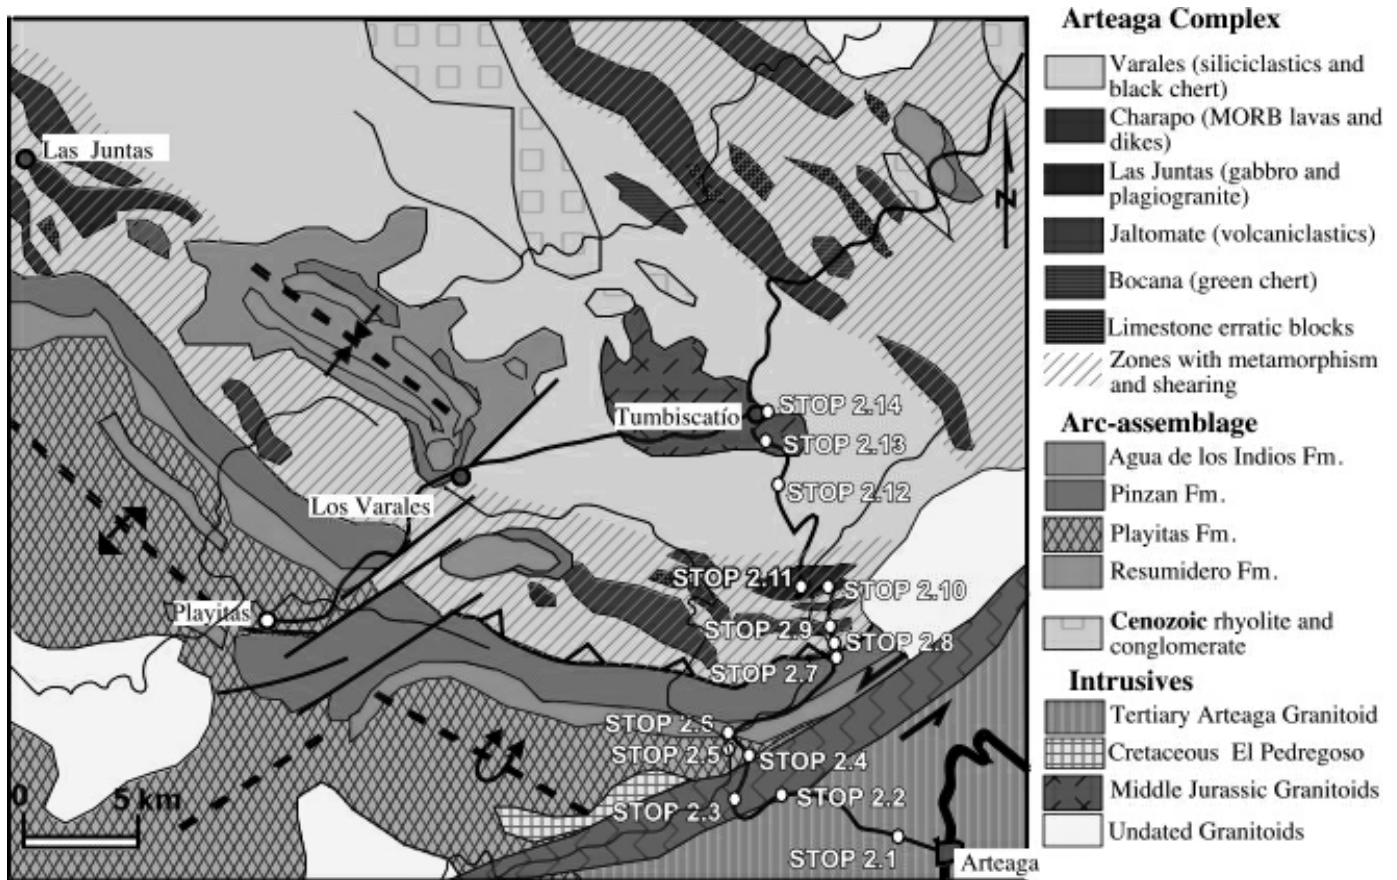 Las Juntas
Z
Tumbiscatío
STOP 2.14
STOP 2.13
STOP 2.12
Los Varales
STOP 2.11
STOP 2.10
Playitas
STOP 2.9
STOP 2.8
STOP 2.7
STOP 2.6
STOP 2.5
STOP 2.4
0
5 km
STOP 2.3
STOP 2.2
STOP 2.1
Arteaga
Arteaga Complex
Varales (siliciclastics and
black chert)
Charapo (MORB lavas and
dikes)
Las Juntas (gabbro and
plagiogranite)
Jaltomate (volcaniclastics)
Bocana (green chert)
Limestone erratic blocks
Zones with metamorphism
and shearing
Arc-assemblage
Agua de los Indios Fm.
Pinzan Fm.
Playitas Fm.
Resumidero Fm.
Cenozoic rhyolite and
conglomerate
Intrusives
Tertiary Arteaga Granitoid
Cretaceous El Pedregoso
Middle Jurassic Granitoids
Undated Granitoids